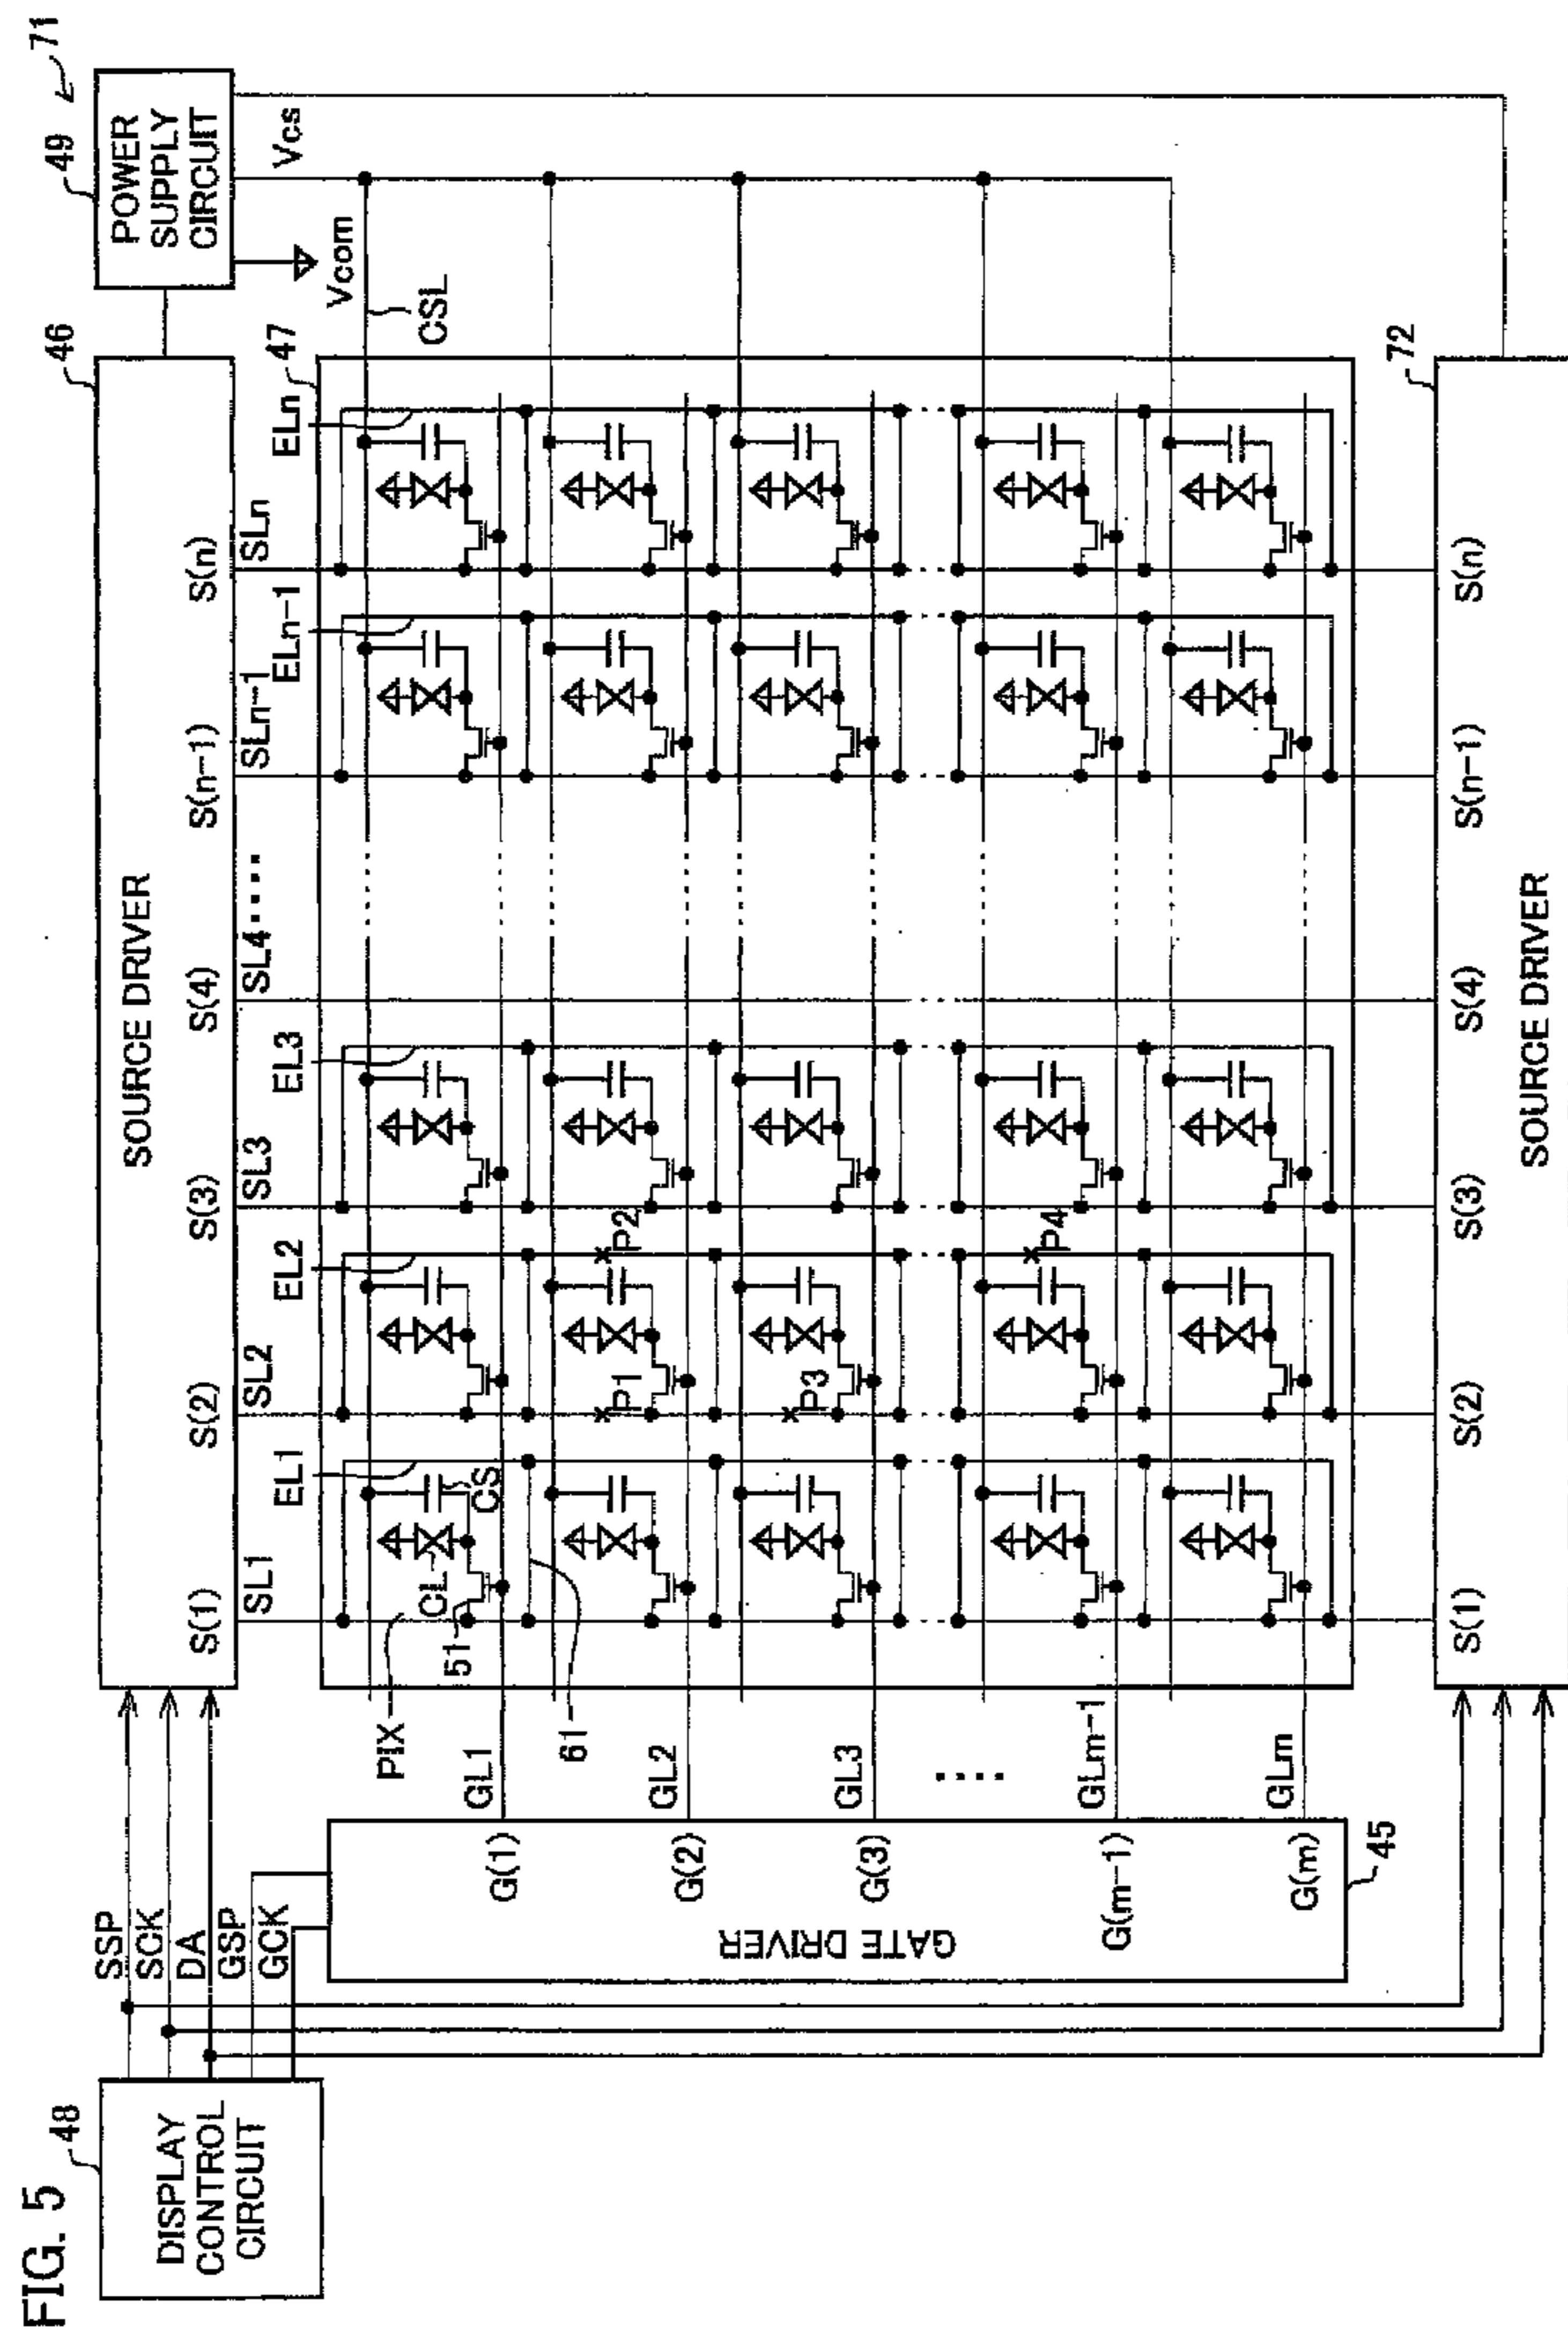 FIG. 5
71
48
DISPLAY
CONTROL
CIRCUIT
SSP
SCK
DA
GSP
GCK
46
SOURCE DRIVER
S(1)
S(2)
S(3)
S(4)
S(n-1)
S(n)
49
POWER
SUPPLY
CIRCUIT
Vcom
Vcs
CSL
SL1
SL2
SL3
SL4
SLn-1
SLn
EL1
EL2
EL3
ELn-1
ELn
47
PIX
CL
CS
51
61
P1
P2
P3
P4
GL1
GL2
GL3
GLm-1
GLm
G(1)
G(2)
G(3)
G(m-1)
G(m)
GATE DRIVER
45
72
S(1)
S(2)
S(3)
S(4)
S(n-1)
S(n)
SOURCE DRIVER